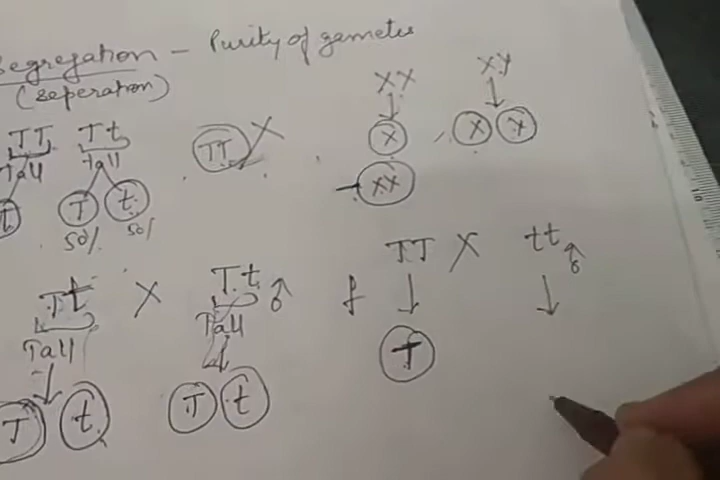 Segregation – Purity of gametes
(seperation)
XX XY
X X Y
XX
TT Tt
Tall Tall
TT X
t T t
50% 50%
Tt X Tt ♂
Tall Tall
T t T t
TT X tt ♂
T
10